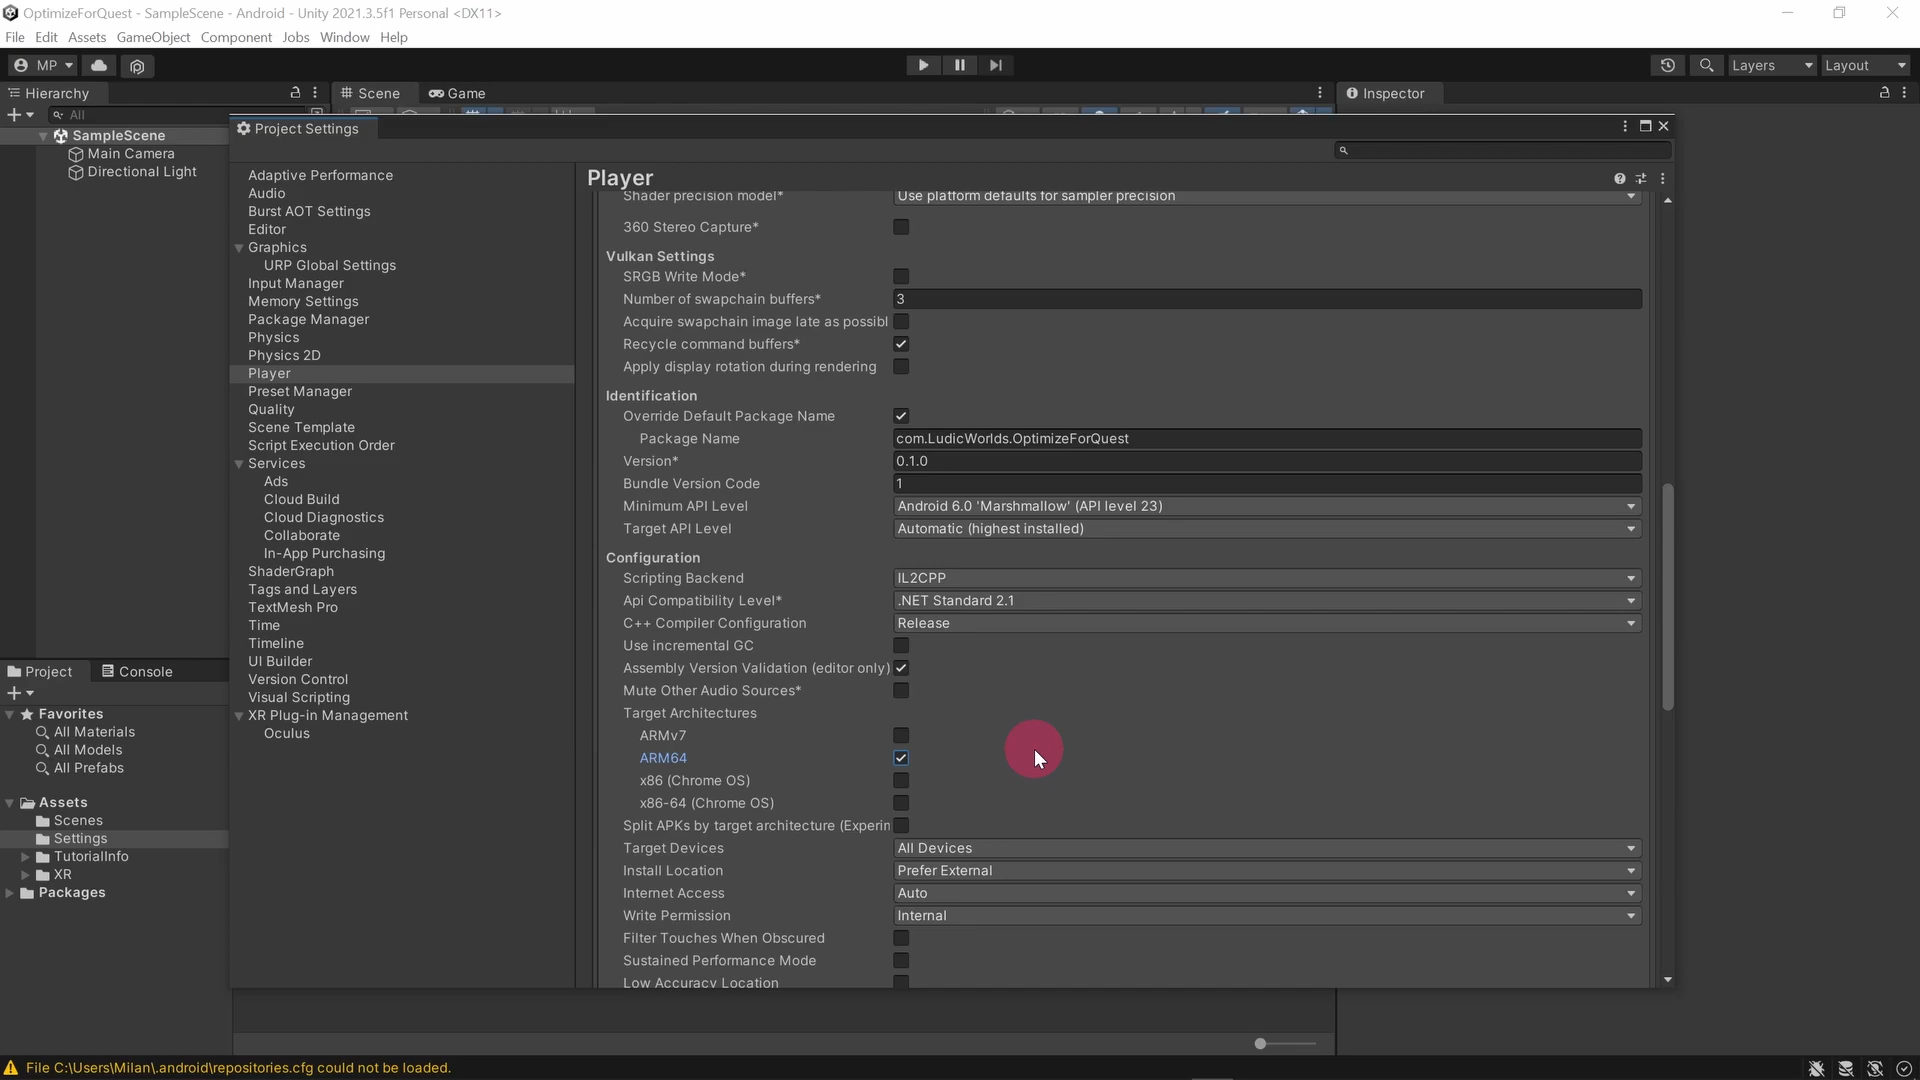 OptimizeForQuest - SampleScene - Android - Unity 2021.3.5f1 Personal <DX11>
File Edit Assets GameObject Component Jobs Window Help
MP Layers Layout
Hierarchy Scene Game Inspector
All
Project Settings
SampleScene
Main Camera
Directional Light
Adaptive Performance
Audio
Burst AOT Settings
Editor
Graphics
URP Global Settings
Input Manager
Memory Settings
Package Manager
Physics
Physics 2D
Player
Preset Manager
Quality
Scene Template
Script Execution Order
Services
Ads
Cloud Build
Cloud Diagnostics
Collaborate
In-App Purchasing
ShaderGraph
Tags and Layers
TextMesh Pro
Time
Timeline
UI Builder
Version Control
Visual Scripting
XR Plug-in Management
Oculus
Player
Shader precision model* Use platform defaults for sampler precision
360 Stereo Capture*
Vulkan Settings
SRGB Write Mode*
Number of swapchain buffers* 3
Acquire swapchain image late as possibl
Recycle command buffers*
Apply display rotation during rendering
Identification
Override Default Package Name
Package Name com.LudicWorlds.OptimizeForQuest
Version* 0.1.0
Bundle Version Code 1
Minimum API Level Android 6.0 'Marshmallow' (API level 23)
Target API Level Automatic (highest installed)
Configuration
Scripting Backend IL2CPP
Api Compatibility Level* .NET Standard 2.1
C++ Compiler Configuration Release
Use incremental GC
Assembly Version Validation (editor only)
Mute Other Audio Sources*
Target Architectures
ARMv7
ARM64
x86 (Chrome OS)
x86-64 (Chrome OS)
Split APKs by target architecture (Experin
Target Devices All Devices
Install Location Prefer External
Internet Access Auto
Write Permission Internal
Filter Touches When Obscured
Sustained Performance Mode
Low Accuracy Location
Project Console
Favorites
All Materials
All Models
All Prefabs
Assets
Scenes
Settings
TutorialInfo
XR
Packages
File C:\Users\Milan\.android\repositories.cfg could not be loaded.